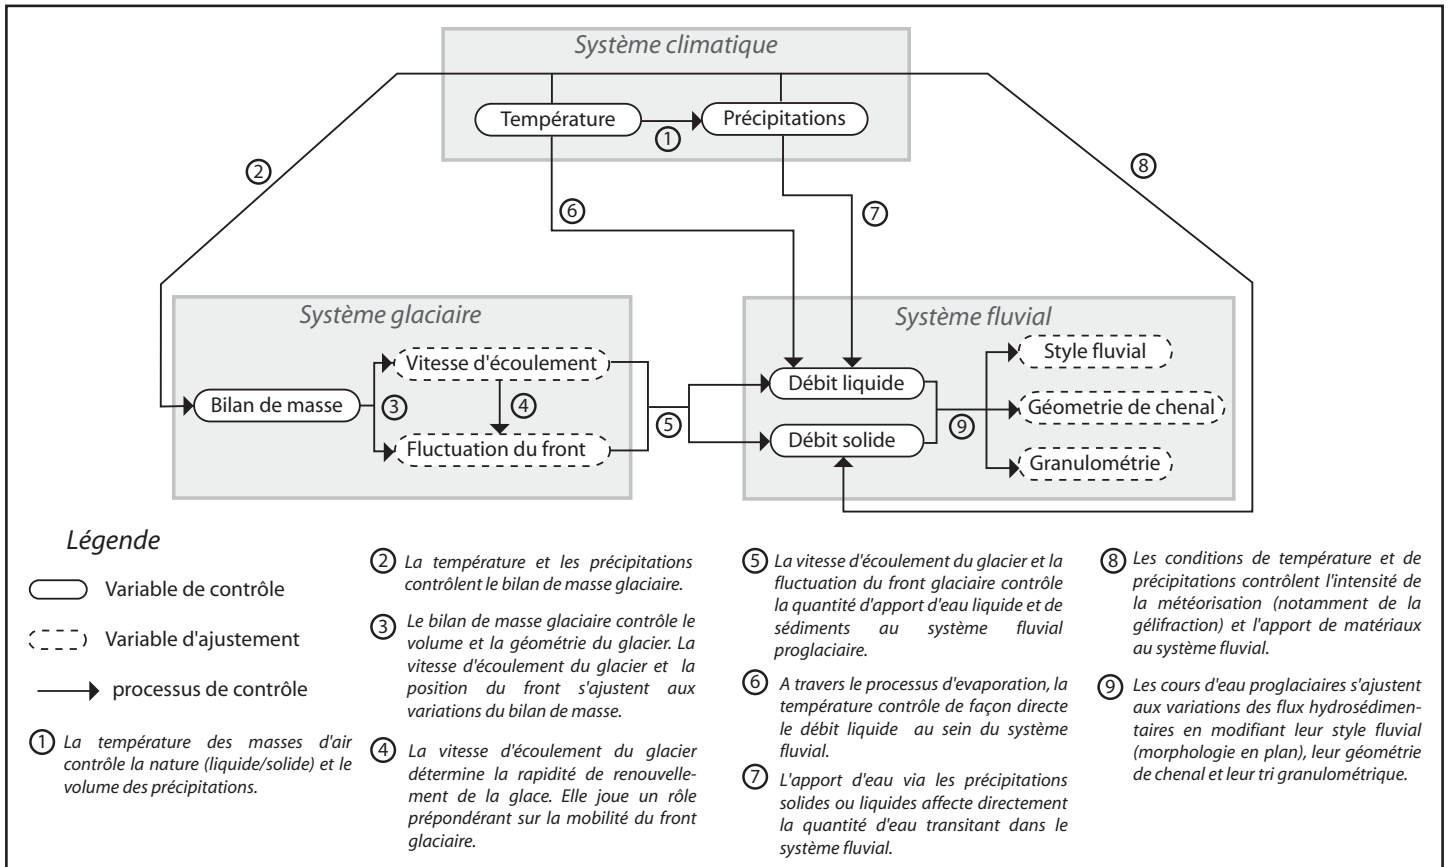 Système climatique
Température
Précipitations
①
②
⑧
⑥
⑦
Système glaciaire
Vitesse d'écoulement
Bilan de masse
③
④
Fluctuation du front
⑤
Système fluvial
Débit liquide
Débit solide
⑨
Style fluvial
Géometrie de chenal
Granulométrie
Légende
Variable de contrôle
Variable d'ajustement
processus de contrôle
① La température des masses d'air
contrôle la nature (liquide/solide) et le
volume des précipitations.
② La température et les précipitations
contrôlent le bilan de masse glaciaire.
③ Le bilan de masse glaciaire contrôle le
volume et la géométrie du glacier. La
vitesse d'écoulement du glacier et la
position du front s'ajustent aux
variations du bilan de masse.
④ La vitesse d'écoulement du glacier
détermine la rapidité de renouvelle-
ment de la glace. Elle joue un rôle
prépondérant sur la mobilité du front
glaciaire.
⑤ La vitesse d'écoulement du glacier et la
fluctuation du front glaciaire contrôle
la quantité d'apport d'eau liquide et de
sédiments au système fluvial
proglaciaire.
⑥ A travers le processus d'evaporation, la
température contrôle de façon directe
le débit liquide au sein du système
fluvial.
⑦ L'apport d'eau via les précipitations
solides ou liquides affecte directement
la quantité d'eau transitant dans le
système fluvial.
⑧ Les conditions de température et de
précipitations contrôlent l'intensité de
la météorisation (notamment de la
gélifraction) et l'apport de matériaux
au système fluvial.
⑨ Les cours d'eau proglaciaires s'ajustent
aux variations des flux hydrosédimen-
taires en modifiant leur style fluvial
(morphologie en plan), leur géométrie
de chenal et leur tri granulométrique.